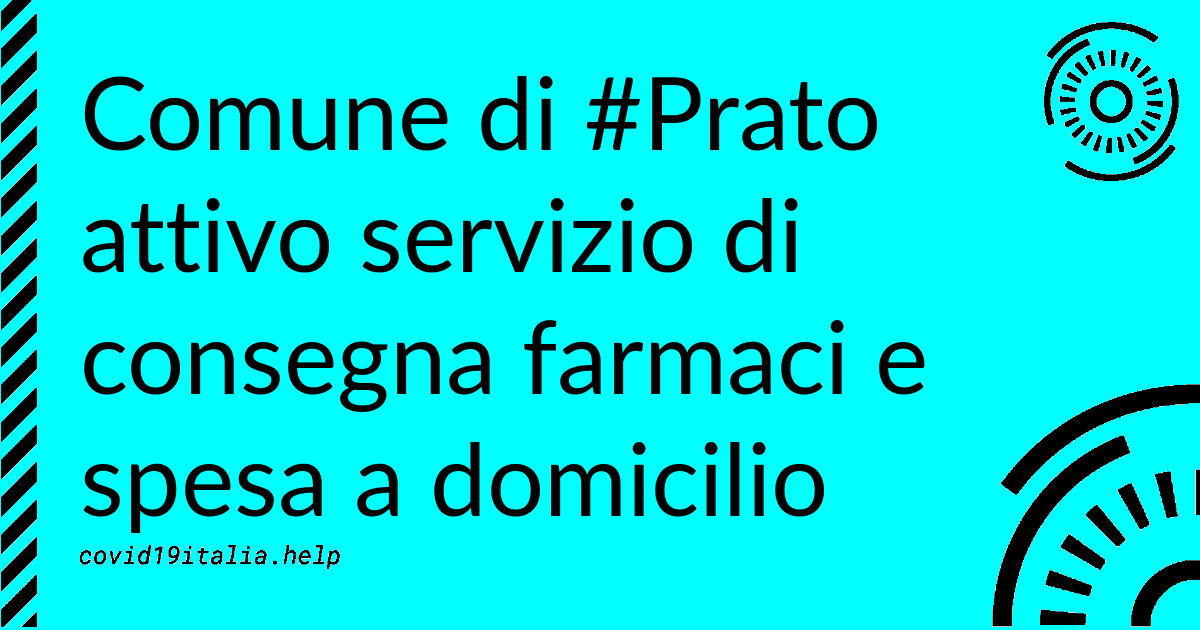 Comune di #Prato
attivo servizio di
consegna farmaci e
spesa a domicilio
covid19italia.help